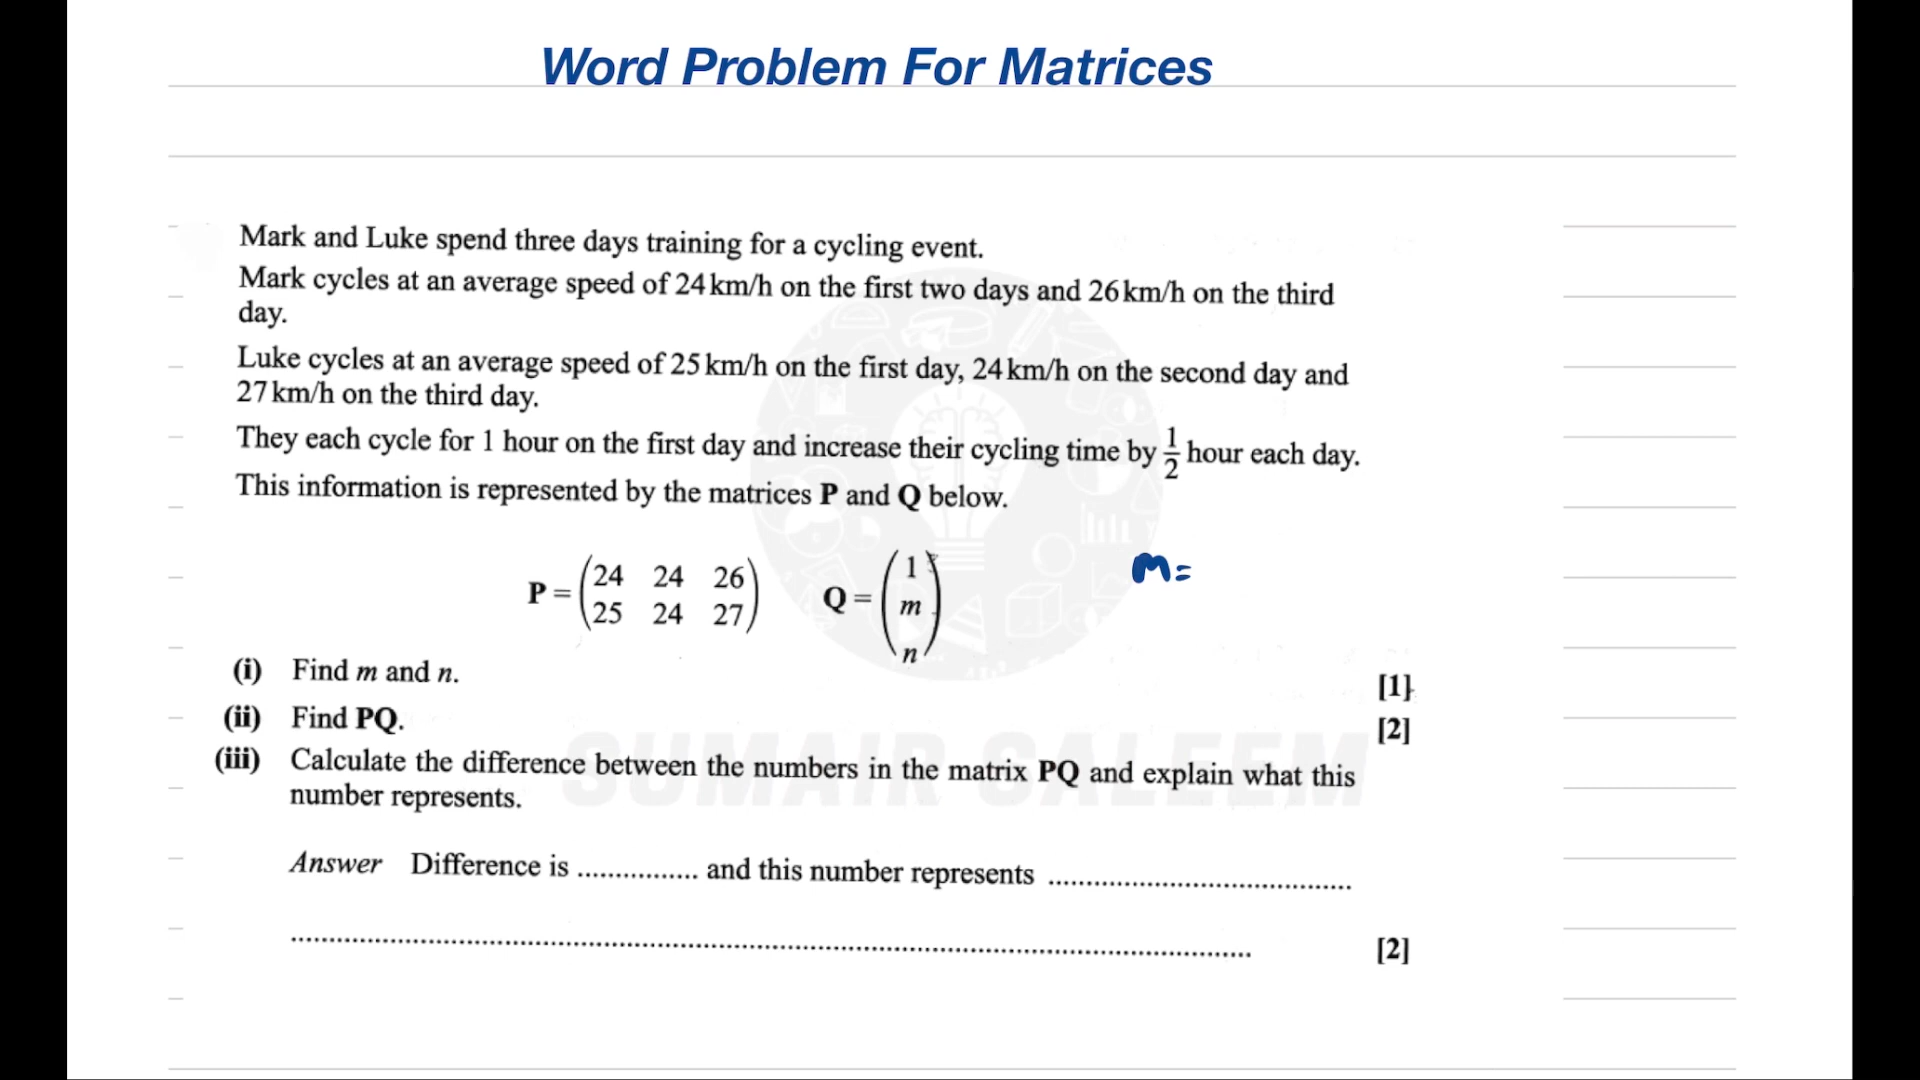 Word Problem For Matrices
Mark and Luke spend three days training for a cycling event.
Mark cycles at an average speed of 24 km/h on the first two days and 26 km/h on the third
day.
Luke cycles at an average speed of 25 km/h on the first day, 24 km/h on the second day and
27 km/h on the third day.
They each cycle for 1 hour on the first day and increase their cycling time by 1/2 hour each day.
This information is represented by the matrices P and Q below.
P = (24 24 26
25 24 27)
Q = (1
m
n)
m=
(i) Find m and n. [1]
(ii) Find PQ. [2]
(iii) Calculate the difference between the numbers in the matrix PQ and explain what this
number represents.
SUMAIR SALEEM
Answer Difference is ................ and this number represents ........................................
................................................................................................ [2]